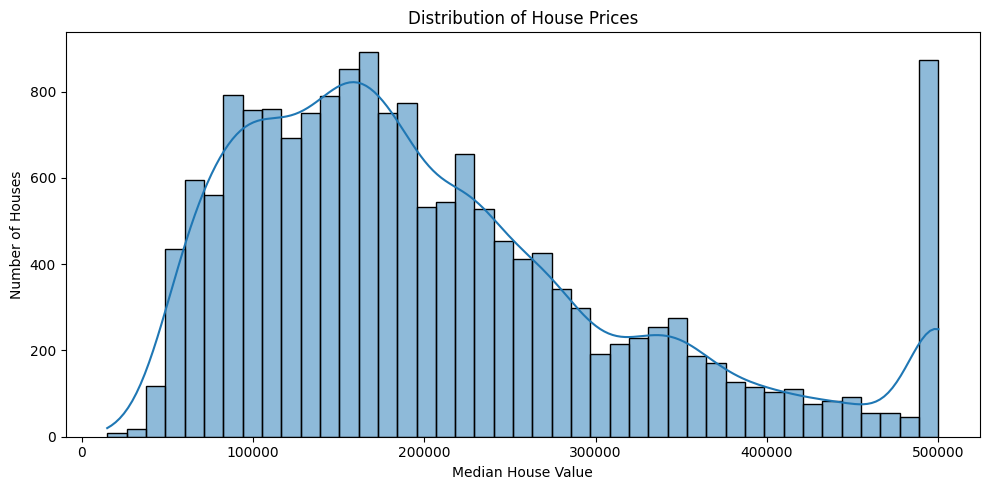 Distribution of House Prices
Number of Houses
800
600
400
200
0
0 100000 200000 300000 400000 500000
Median House Value